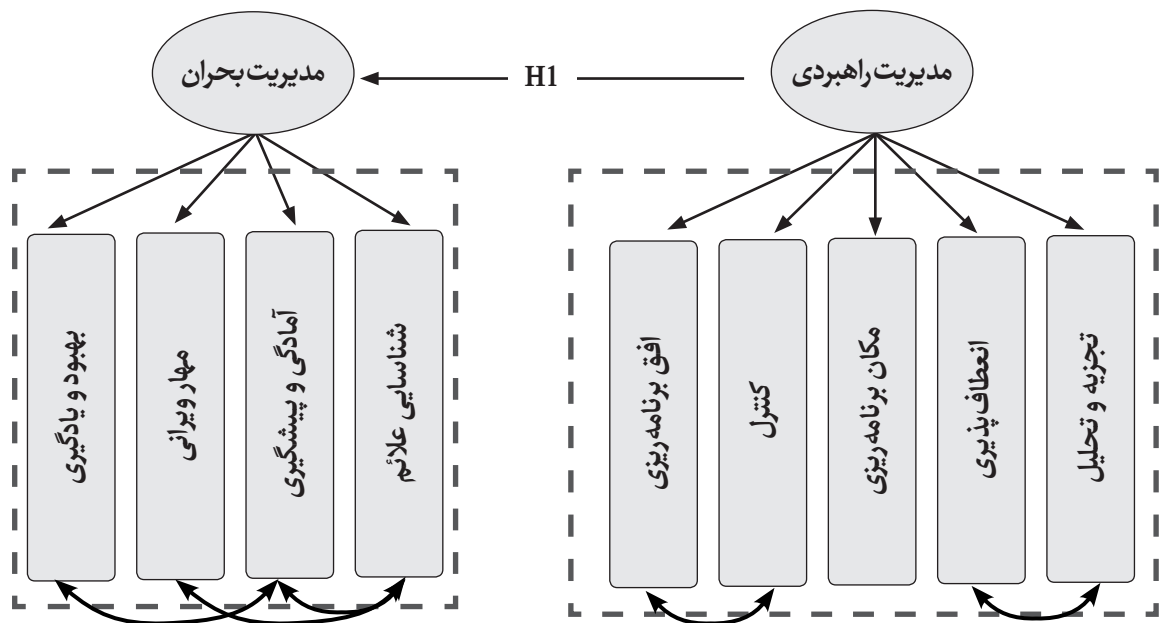 مدیریت راهبردی
H1
مدیریت بحران
تجزیه و تحلیل
انعطاف‌پذیری
مکان برنامه‌ریزی
کنترل
افق برنامه‌ریزی
شناسایی علائم
آمادگی و پیشگیری
مهار ویرانی
بهبود و یادگیری